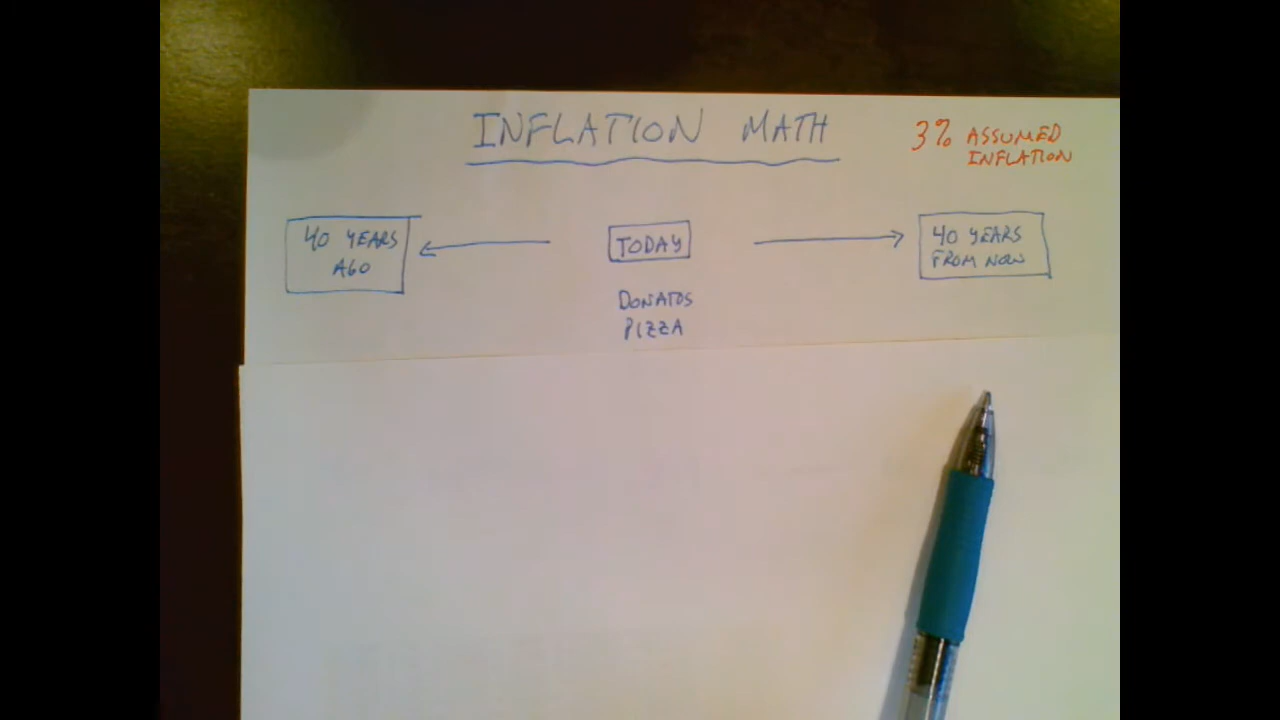 INFLATION MATH
3% ASSUMED
INFLATION
40 YEARS
AGO
TODAY
40 YEARS
FROM NOW
DONATOS
PIZZA